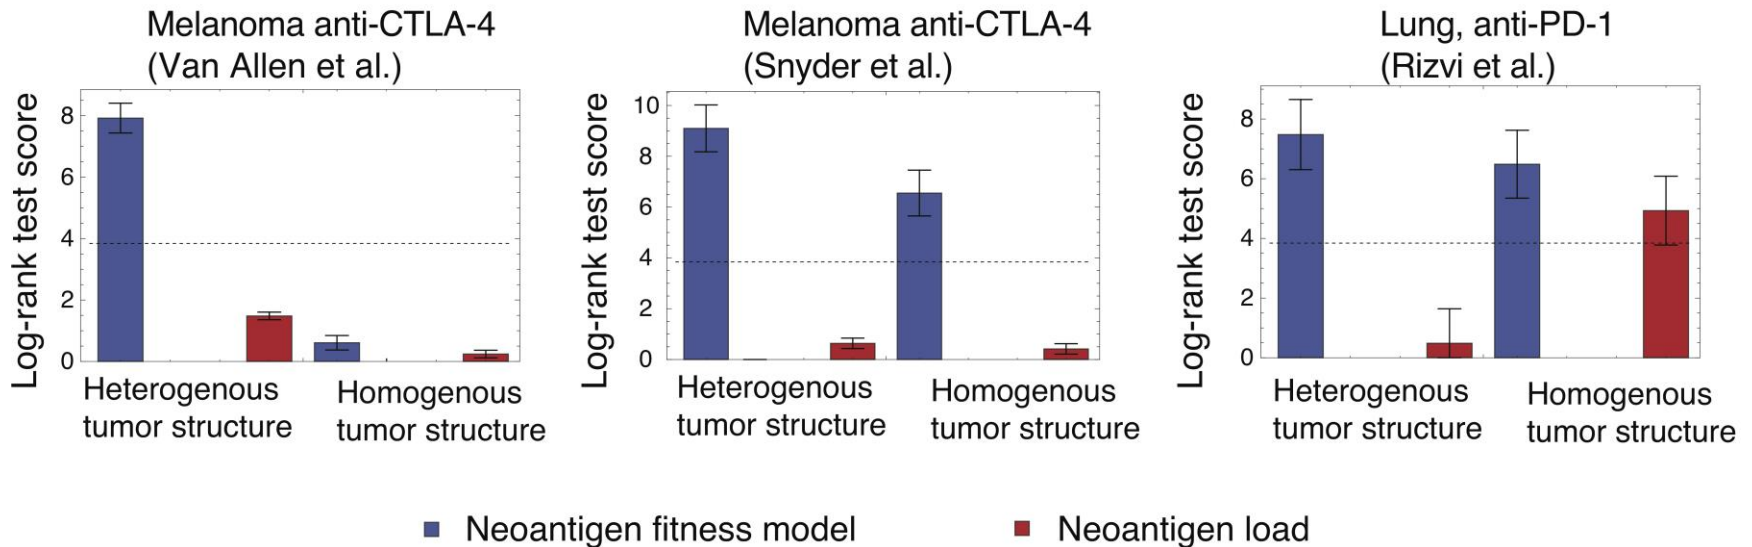 Melanoma anti-CTLA-4
(Van Allen et al.)
Log-rank test score
8
6
4
2
0
Heterogenous
tumor structure
Homogenous
tumor structure
Melanoma anti-CTLA-4
(Snyder et al.)
Log-rank test score
10
8
6
4
2
0
Heterogenous
tumor structure
Homogenous
tumor structure
Lung, anti-PD-1
(Rizvi et al.)
Log-rank test score
8
6
4
2
0
Heterogenous
tumor structure
Homogenous
tumor structure
Neoantigen fitness model
Neoantigen load